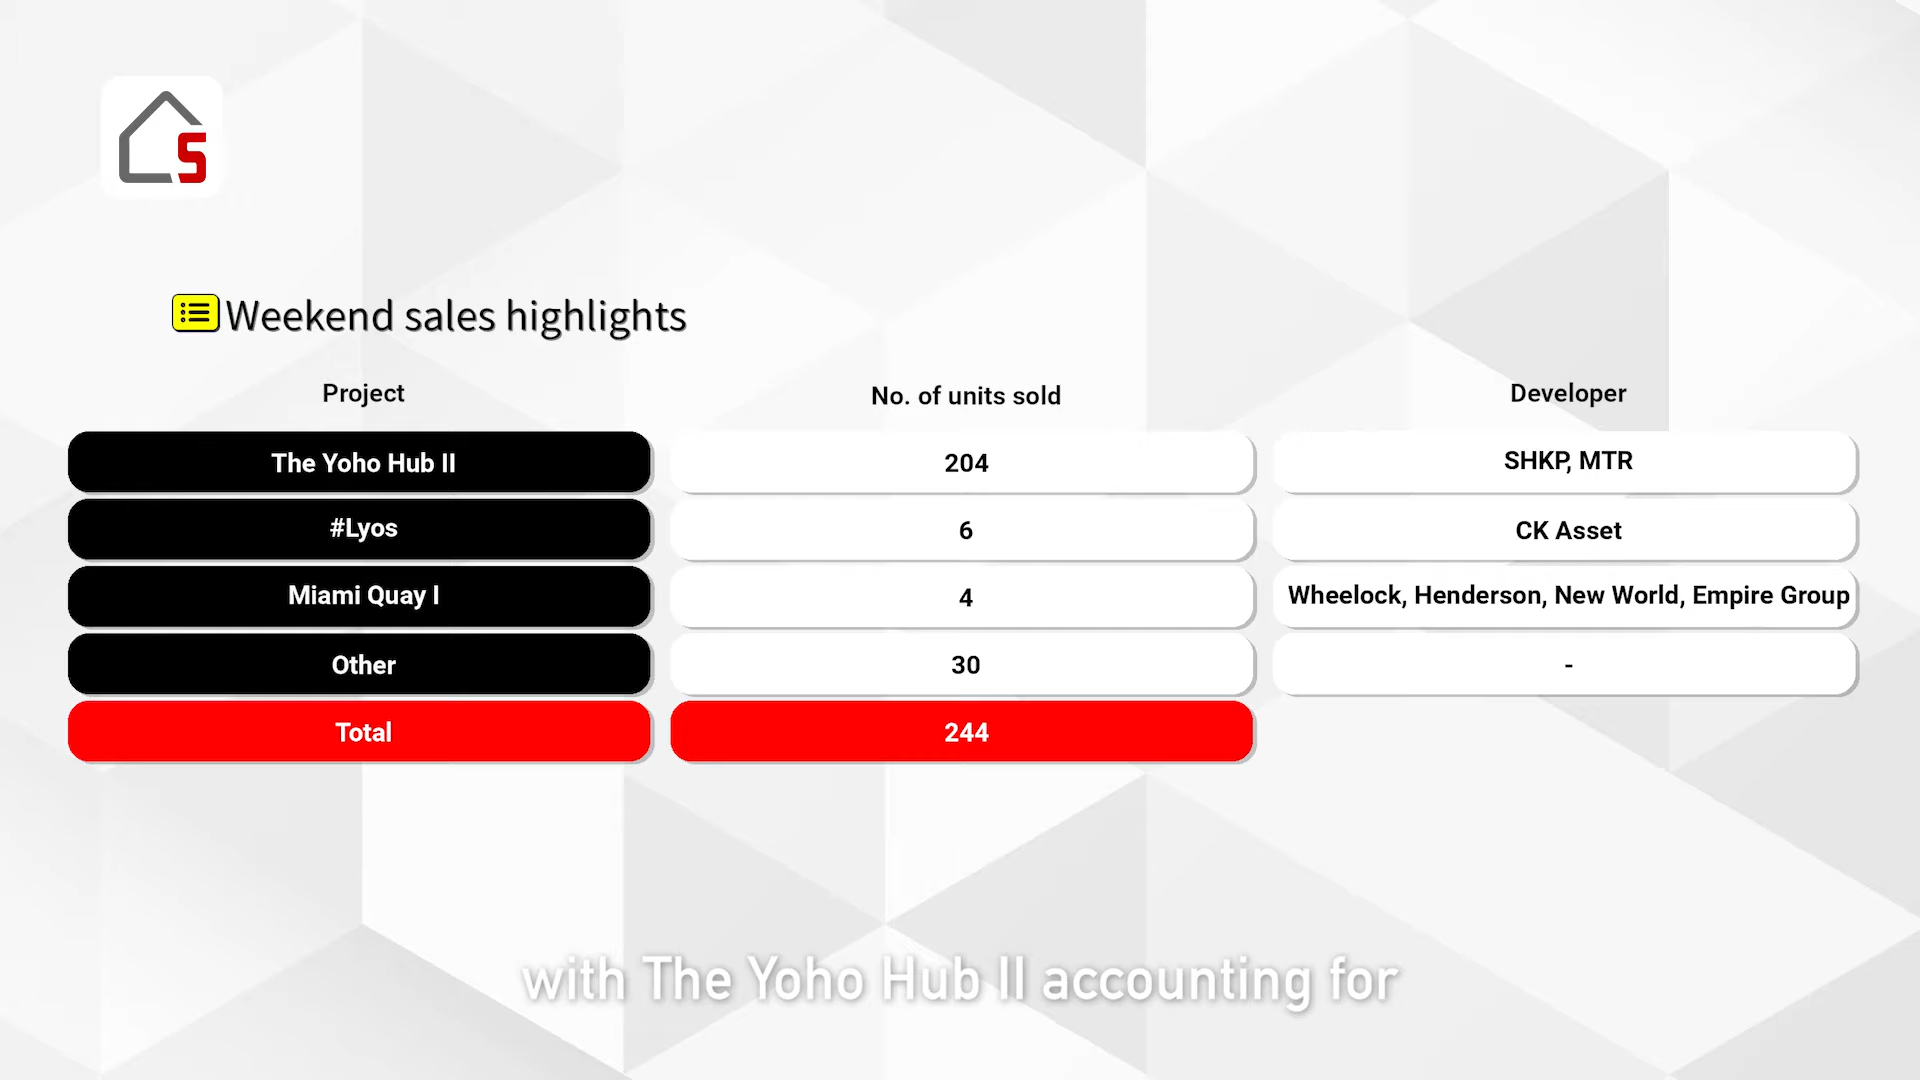 S
Weekend sales highlights
Project No. of units sold Developer
The Yoho Hub II 204 SHKP, MTR
#Lyos 6 CK Asset
Miami Quay I 4 Wheelock, Henderson, New World, Empire Group
Other 30 -
Total 244
with The Yoho Hub II accounting for